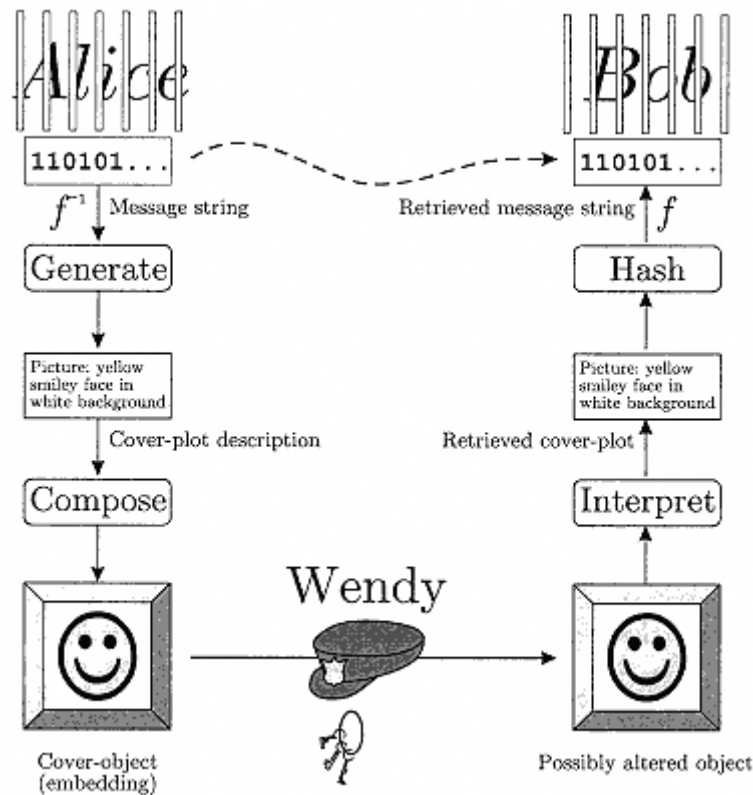 Alice
Bob
110101...
110101...
f⁻¹
Message string
Retrieved message string
f
Generate
Hash
Picture: yellow
smiley face in
white background
Picture: yellow
smiley face in
white background
Cover-plot description
Retrieved cover-plot
Compose
Interpret
Wendy
Cover-object
(embedding)
Possibly altered object